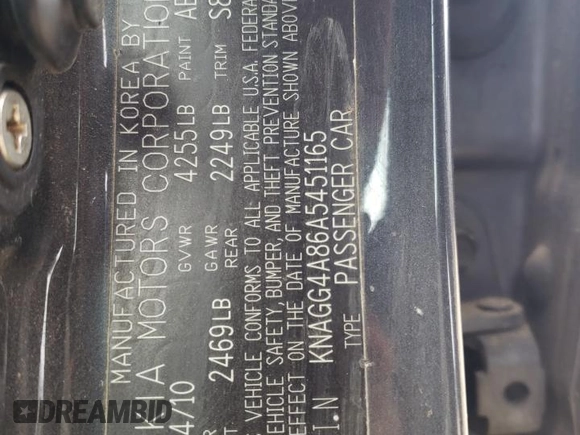 MANUFACTURED IN KOREA BY
K I A MOTORS CORPORATION
4/10 GVWR 4255LB PAINT
2469LB GAWR REAR 2249LB TRIM
VEHICLE CONFORMS TO ALL APPLICABLE U.S.A. FEDERA
EHICLE SAFETY, BUMPER, AND THEFT PREVENTION STANDA
EFFECT ON THE DATE OF MANUFACTURE SHOWN ABOVE
I.N KNAGG4A86A5451165
TYPE PASSENGER CAR
DREAMBID